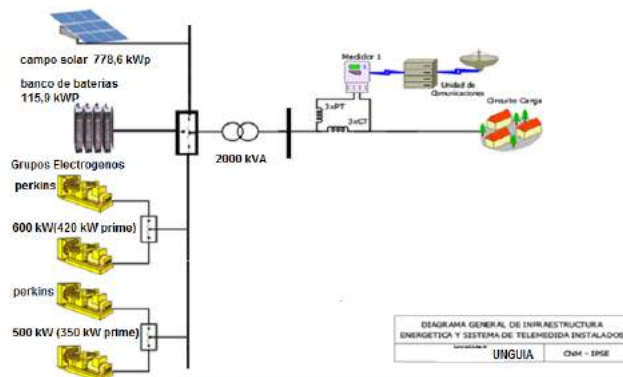 campo solar 778,6 kWp
banco de baterias
115,9 kWP
Grupos Electrogenos
perkins
600 kW(420 kW prime)
perkins
500 kW (350 kW prime)
2000 kVA
Medidor 1
3xPT
3xCT
Unidad de
Comunicaciones
Circuito Carga
DIAGRAMA GENERAL DE INFRAESTRUCTURA
ENERGETICA Y SISTEMA DE TELEMEDIDA INSTALADOS
UNGUIA
CNM - IPSE